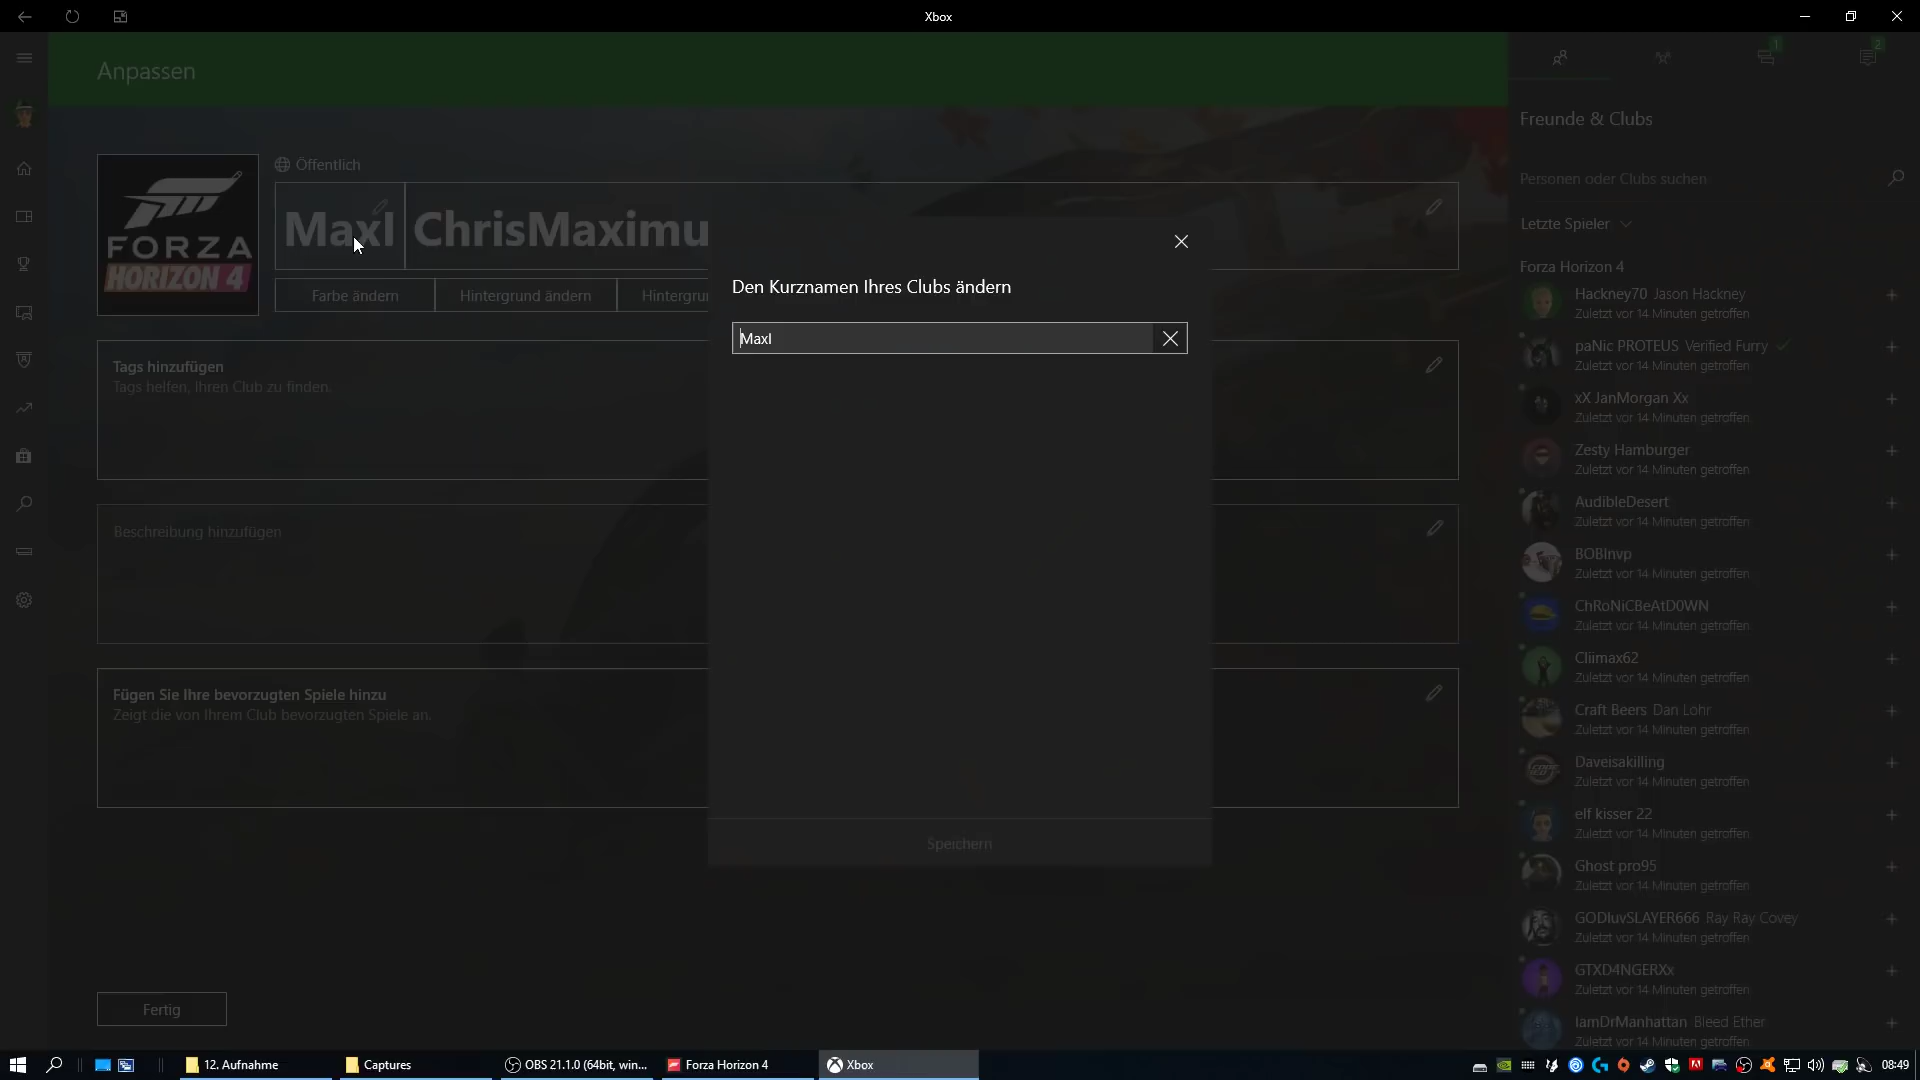 Xbox
Anpassen
Öffentlich
FORZA
HORIZON 4
MaxI
ChrisMaximu
Farbe ändern
Hintergrund ändern
Hintergru
Tags hinzufügen
Tags helfen, Ihren Club zu finden.
Beschreibung hinzufügen
Fügen Sie Ihre bevorzugten Spiele hinzu
Zeigt die von Ihrem Club bevorzugten Spiele an.
Fertig
Den Kurznamen Ihres Clubs ändern
MaxI
Speichern
1
2
Freunde & Clubs
Personen oder Clubs suchen
Letzte Spieler
Forza Horizon 4
Hackney70 Jason Hackney
Zuletzt vor 14 Minuten getroffen
paNic PROTEUS Verified Furry
Zuletzt vor 14 Minuten getroffen
xX JanMorgan Xx
Zuletzt vor 14 Minuten getroffen
Zesty Hamburger
Zuletzt vor 14 Minuten getroffen
AudibleDesert
Zuletzt vor 14 Minuten getroffen
BOBInvp
Zuletzt vor 14 Minuten getroffen
ChRoNiCBeAtD0WN
Zuletzt vor 14 Minuten getroffen
Cliimax62
Zuletzt vor 14 Minuten getroffen
Craft Beers Dan Lohr
Zuletzt vor 14 Minuten getroffen
Daveisakilling
Zuletzt vor 14 Minuten getroffen
elf kisser 22
Zuletzt vor 14 Minuten getroffen
Ghost pro95
Zuletzt vor 14 Minuten getroffen
GODluvSLAYER666 Ray Ray Covey
Zuletzt vor 14 Minuten getroffen
GTXD4NGERXx
Zuletzt vor 14 Minuten getroffen
IamDrManhattan Bleed Ether
12. Aufnahme
Captures
OBS 21.1.0 (64bit, win...
Forza Horizon 4
Xbox
08:49